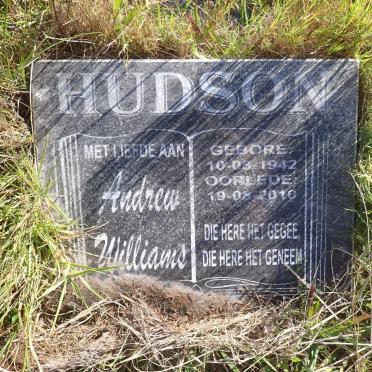 HUDSON
MET LIEFDE AAN
Andrew
Williams
GEBORE:
10-03-1942
OORLEDE:
19-08-2010
DIE HERE HET GEGEE,
DIE HERE HET GENEEM